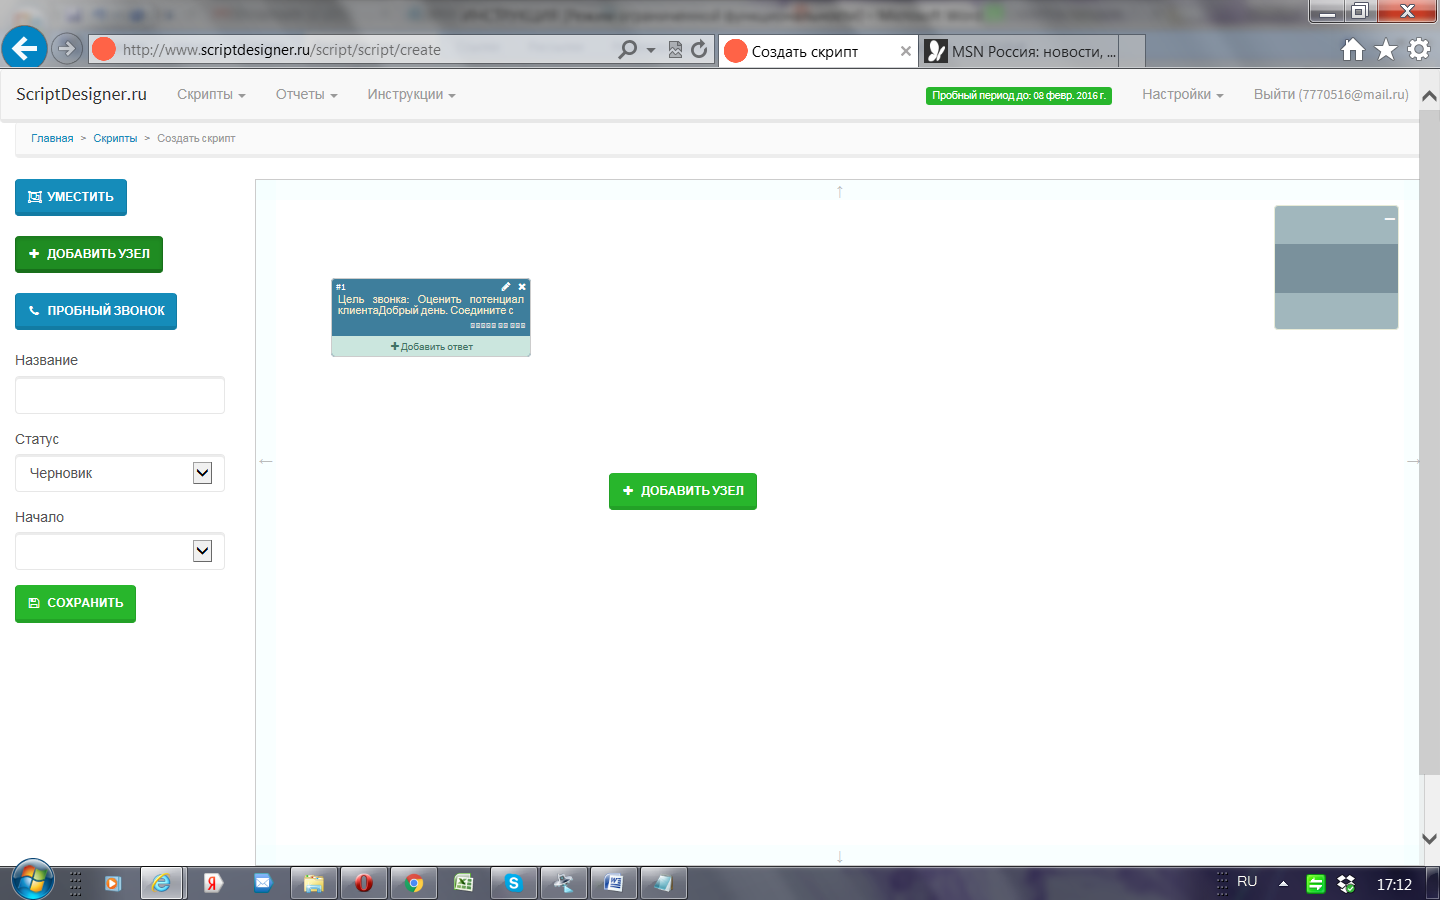 http://www.scriptdesigner.ru/script/script/create
Создать скрипт
MSN Россия: новости, ...
ScriptDesigner.ru
Скрипты
Отчеты
Инструкции
Пробный период до: 08 февр. 2016 г.
Настройки
Выйти (7770516@mail.ru)
Главная > Скрипты > Создать скрипт
УМЕСТИТЬ
ДОБАВИТЬ УЗЕЛ
ПРОБНЫЙ ЗВОНОК
Название
Статус
Черновик
Начало
СОХРАНИТЬ
#1
Цель звонка: Оценить потенциал
клиентаДобрый день. Соедините с
Добавить ответ
ДОБАВИТЬ УЗЕЛ
RU
17:12